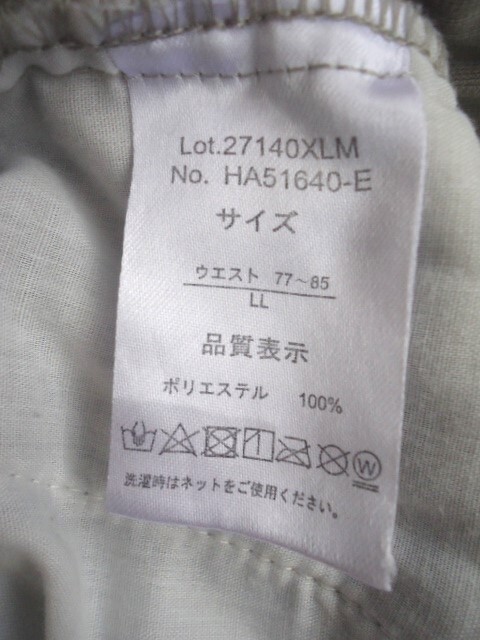 Lot.27140XLM
No. HA51640-E
サイズ
ウエスト 77~85
LL
品質表示
ポリエステル 100%
W
洗濯時はネットをご使用ください。